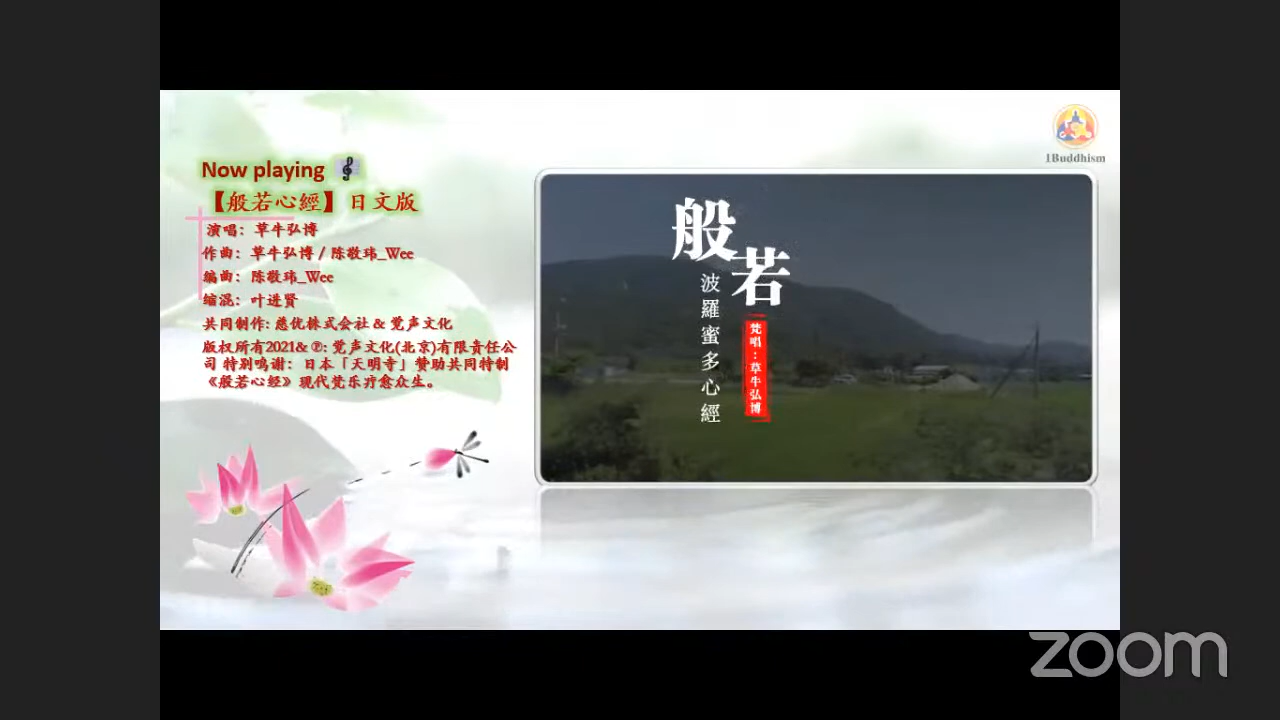 Now playing
【般若心經】日文版
演唱：草牛弘博
作曲：草牛弘博 / 陈敬玮_Wee
编曲：陈敬玮_Wee
缩混：叶进贤
共同制作: 慈优株式会社 & 觉声文化
版权所有2021& ℗: 觉声文化(北京)有限责任公
司 特别鸣谢：日本「天明寺」赞助共同特制
《般若心经》现代梵乐疗愈众生。
般若
波羅蜜多心經
梵唱：草牛弘博
1Buddhism
zoom